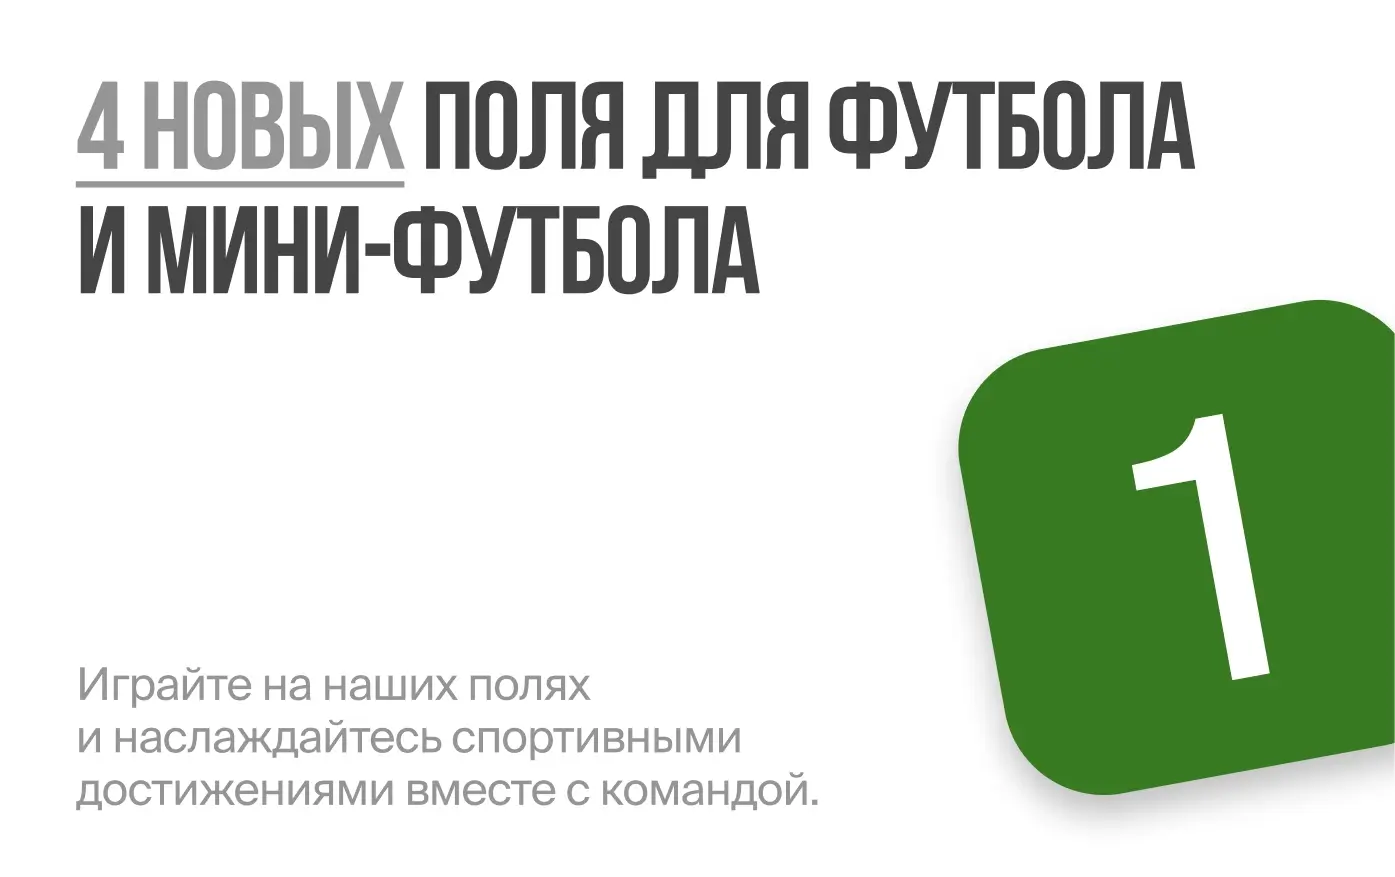 4 НОВЫХ ПОЛЯ ДЛЯ ФУТБОЛА
И МИНИ-ФУТБОЛА
1
Играйте на наших полях
и наслаждайтесь спортивными
достижениями вместе с командой.